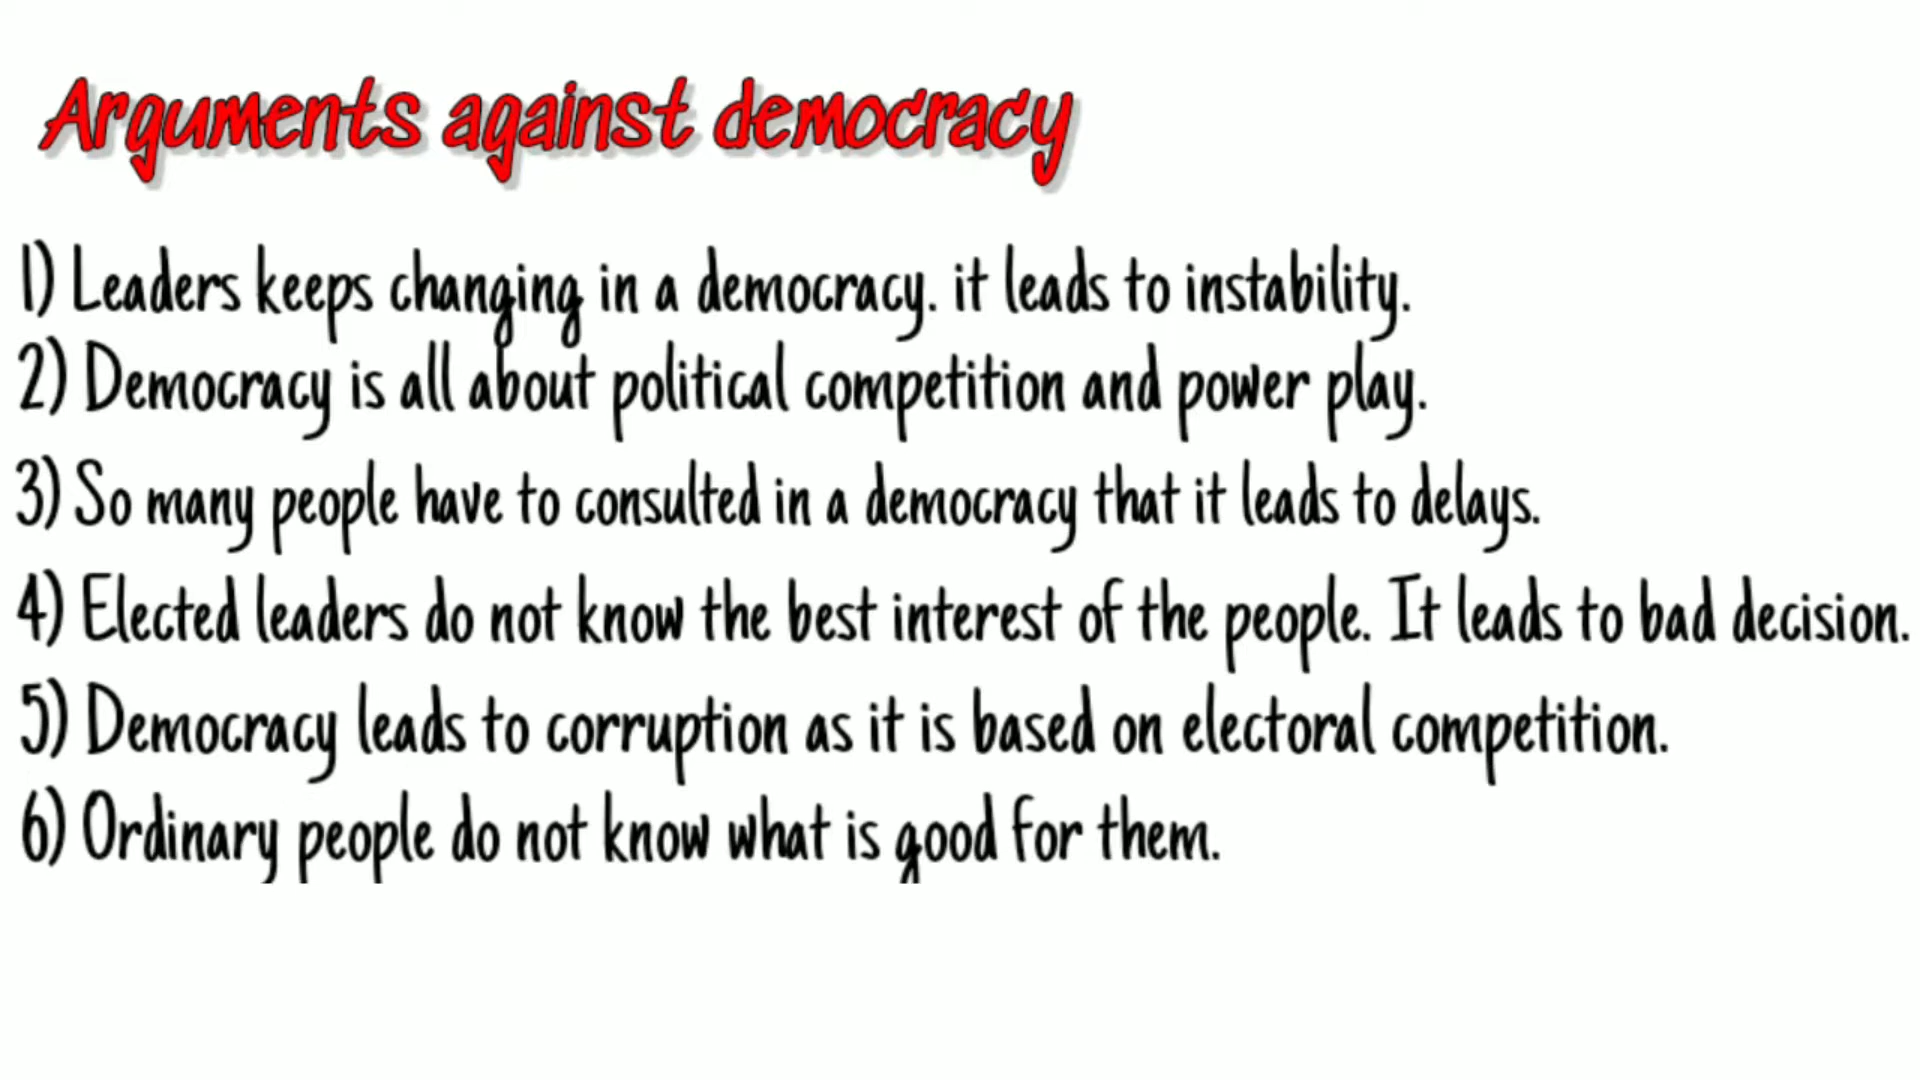 Arguments against democracy
1) Leaders keeps changing in a democracy. it leads to instability.
2) Democracy is all about political competition and power play.
3) So many people have to consulted in a democracy that it leads to delays.
4) Elected leaders do not know the best interest of the people. It leads to bad decision.
5) Democracy leads to corruption as it is based on electoral competition.
6) Ordinary people do not know what is good for them.